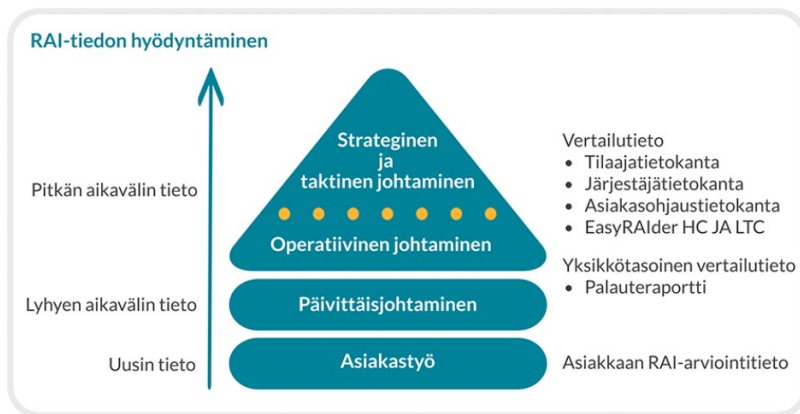 RAI-tiedon hyödyntäminen
Pitkän aikavälin tieto
Lyhyen aikavälin tieto
Uusin tieto
Strateginen
ja
taktinen johtaminen
Operatiivinen johtaminen
Päivittäisjohtaminen
Asiakastyö
Vertailutieto
• Tilaajatietokanta
• Järjestäjätietokanta
• Asiakasohjaustietokanta
• EasyRAIder HC JA LTC
Yksikkötasoinen vertailutieto
• Palauteraportti
Asiakkaan RAI-arviointitieto